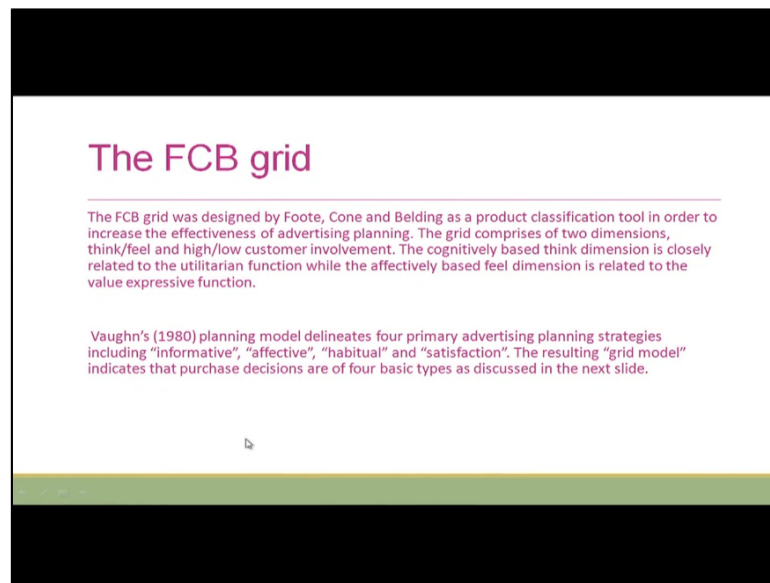 The FCB grid
The FCB grid was designed by Foote, Cone and Belding as a product classification tool in order to
increase the effectiveness of advertising planning. The grid comprises of two dimensions,
think/feel and high/low customer involvement. The cognitively based think dimension is closely
related to the utilitarian function while the affectively based feel dimension is related to the
value expressive function.
Vaughn's (1980) planning model delineates four primary advertising planning strategies
including “informative”, “affective”, “habitual” and “satisfaction”. The resulting “grid model”
indicates that purchase decisions are of four basic types as discussed in the next slide.